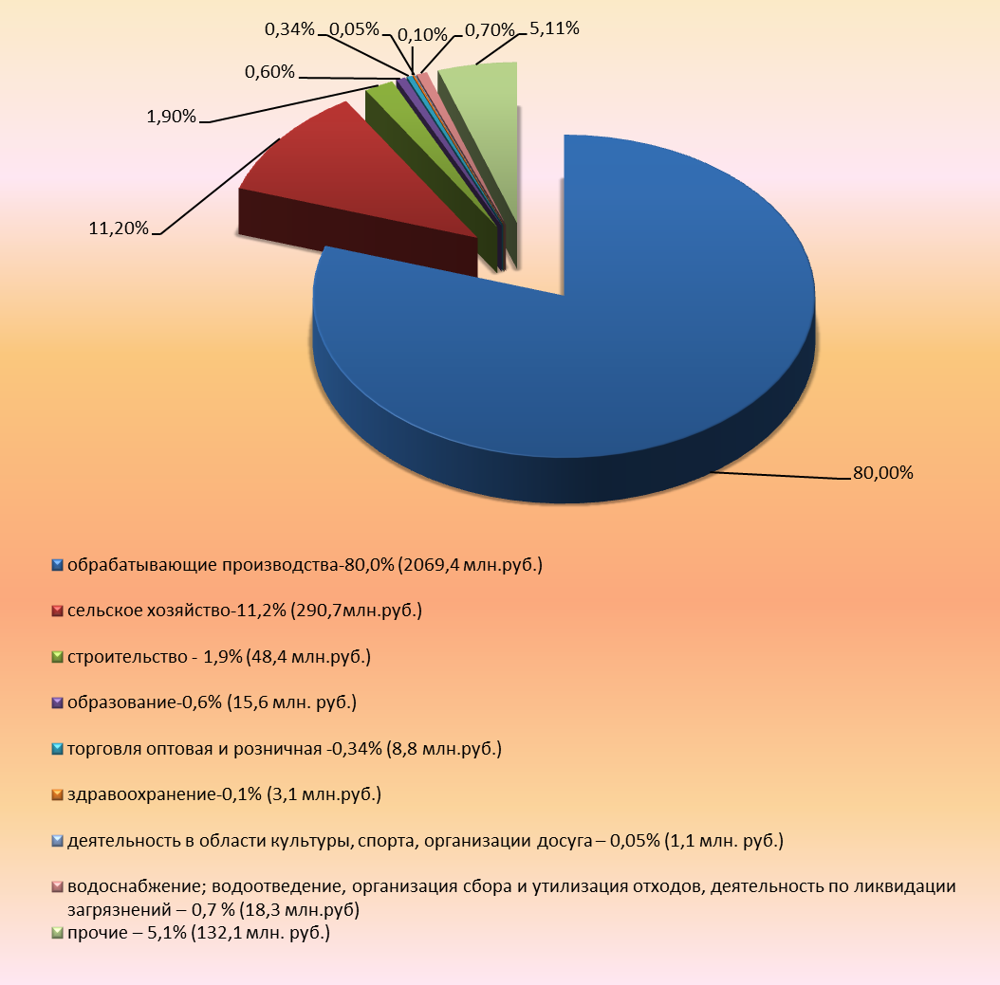 0,34%
0,05%
0,10%
0,70%
5,11%
0,60%
1,90%
11,20%
80,00%
обрабатывающие производства-80,0% (2069,4 млн.руб.)
сельское хозяйство-11,2% (290,7млн.руб.)
строительство - 1,9% (48,4 млн.руб.)
образование-0,6% (15,6 млн. руб.)
торговля оптовая и розничная -0,34% (8,8 млн.руб.)
здравоохранение-0,1% (3,1 млн.руб.)
деятельность в области культуры, спорта, организации досуга – 0,05% (1,1 млн. руб.)
водоснабжение; водоотведение, организация сбора и утилизация отходов, деятельность по ликвидации
загрязнений – 0,7 % (18,3 млн.руб)
прочие – 5,1% (132,1 млн. руб.)